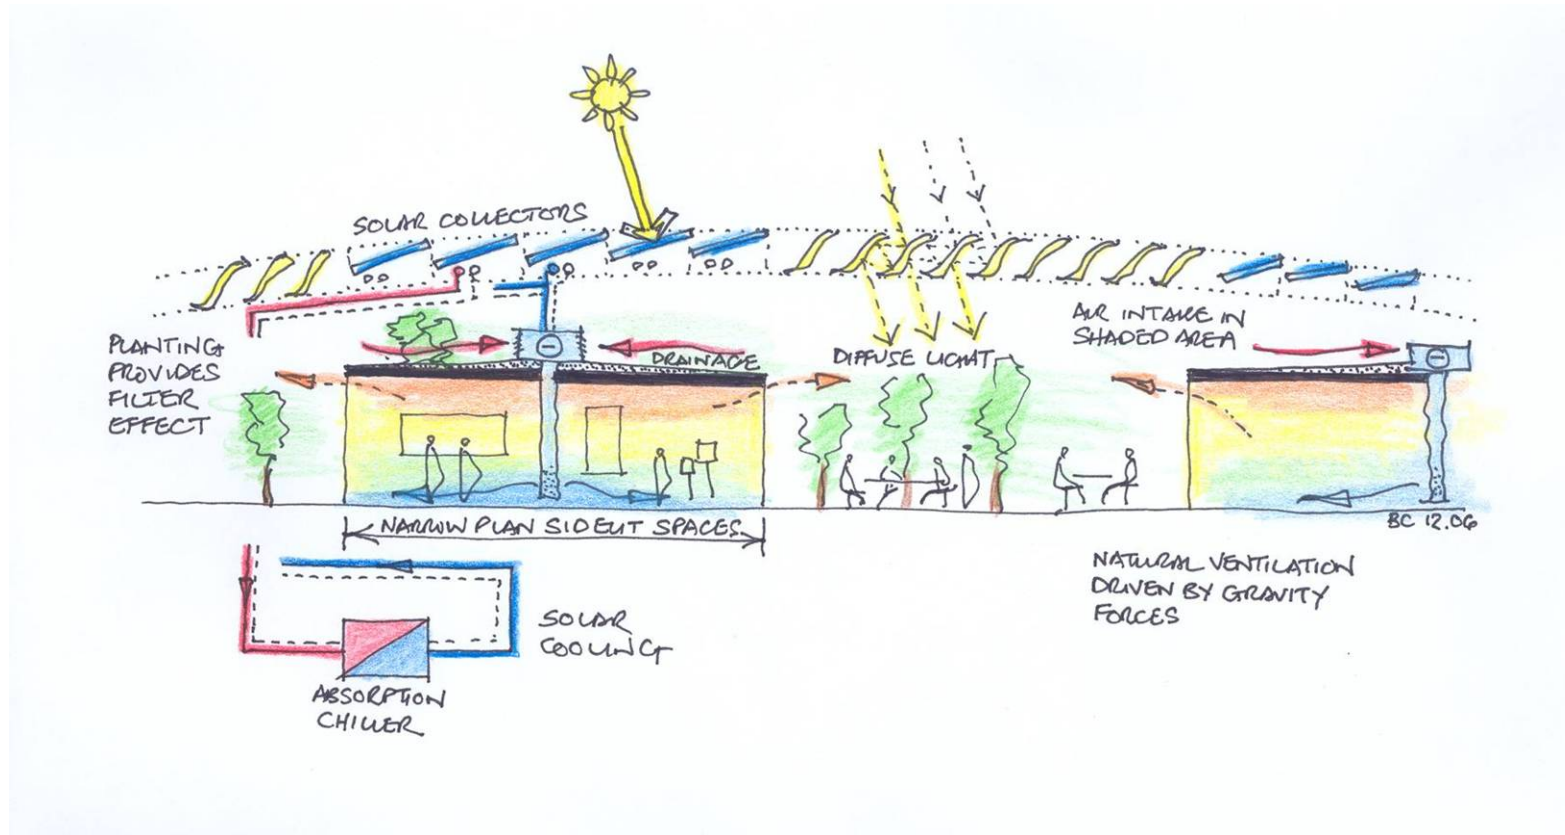 SOLAR COLLECTORS
PLANTING
PROVIDES
FILTER
EFFECT
DRAINAGE
DIFFUSE LIGHT
AIR INTAKE IN
SHADED AREA
NARROW PLAN SIDELIT SPACES
BC 12.06
NATURAL VENTILATION
DRIVEN BY GRAVITY
FORCES
SOLAR
COOLING
ABSORPTION
CHILLER